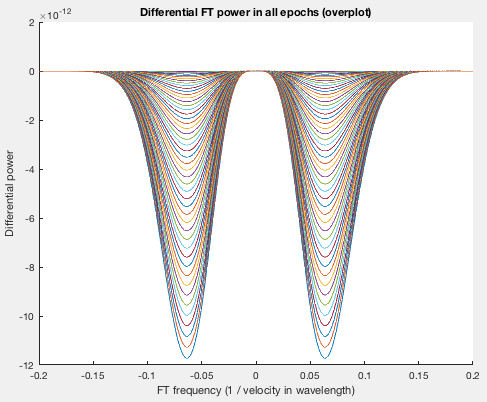 Differential FT power in all epochs (overplot)
×10^-12
2
0
-2
-4
-6
-8
-10
-12
Differential power
-0.2 -0.15 -0.1 -0.05 0 0.05 0.1 0.15 0.2
FT frequency (1 / velocity in wavelength)